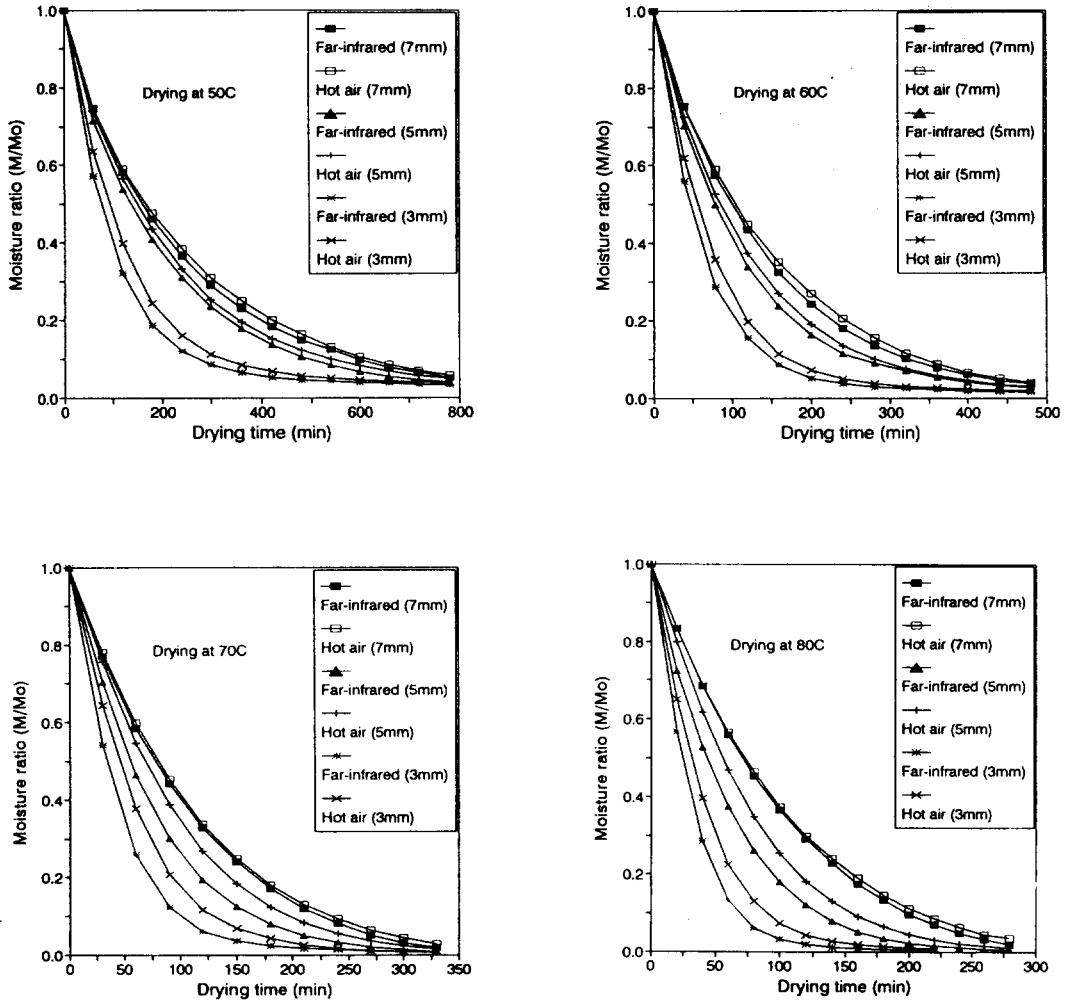 1.0
0.8
0.6
0.4
0.2
0.0
Moisture ratio (M/Mo)
Drying at 50C
Far-infrared (7mm)
Hot air (7mm)
Far-infrared (5mm)
Hot air (5mm)
Far-infrared (3mm)
Hot air (3mm)
0 200 400 600 800
Drying time (min)
1.0
0.8
0.6
0.4
0.2
0.0
Moisture ratio (M/Mo)
Drying at 60C
Far-infrared (7mm)
Hot air (7mm)
Far-infrared (5mm)
Hot air (5mm)
Far-infrared (3mm)
Hot air (3mm)
0 100 200 300 400 500
Drying time (min)
1.0
0.8
0.6
0.4
0.2
0.0
Moisture ratio (M/Mo)
Drying at 70C
Far-infrared (7mm)
Hot air (7mm)
Far-infrared (5mm)
Hot air (5mm)
Far-infrared (3mm)
Hot air (3mm)
0 50 100 150 200 250 300 350
Drying time (min)
1.0
0.8
0.6
0.4
0.2
0.0
Moisture ratio (M/Mo)
Drying at 80C
Far-infrared (7mm)
Hot air (7mm)
Far-infrared (5mm)
Hot air (5mm)
Far-infrared (3mm)
Hot air (3mm)
0 50 100 150 200 250 300
Drying time (min)